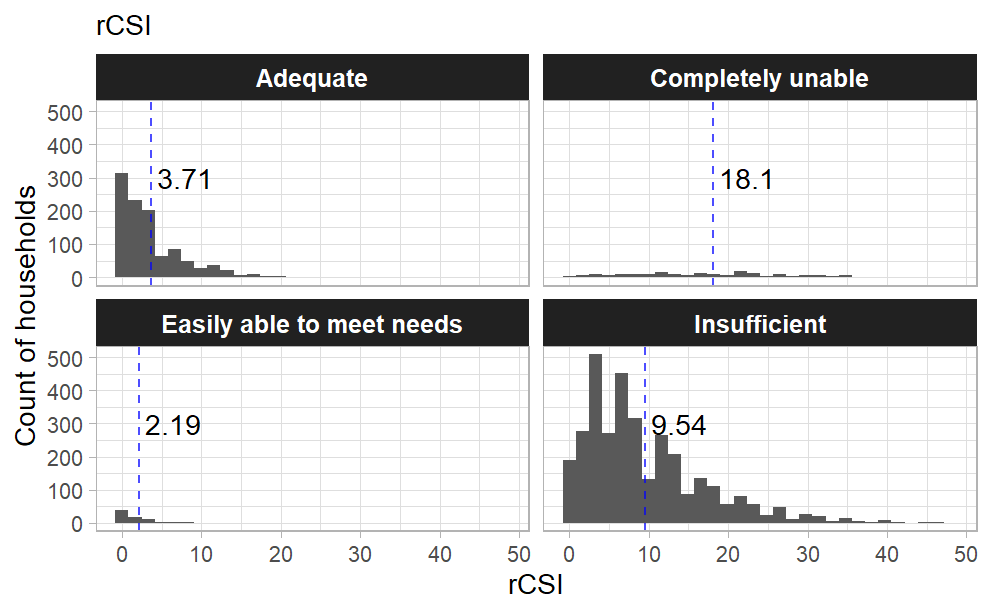 rCSI
Adequate
Completely unable
500
400
300
200
100
0
3.71
18.1
Easily able to meet needs
Insufficient
500
400
300
200
100
0
2.19
9.54
0 10 20 30 40 50
0 10 20 30 40 50
rCSI
Count of households